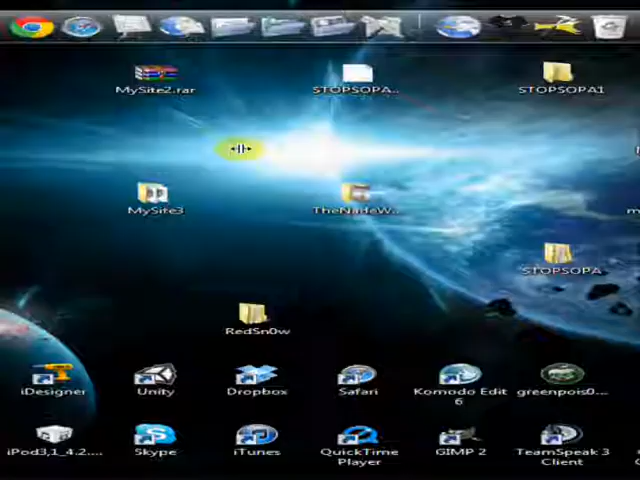 MySite2.rar
STOPSOPA...
STOPSOPA1
MySite3
TheNadeW...
STOPSOPA
RedSn0w
iDesigner
Unity
Dropbox
Safari
Komodo Edit
6
greenpois0...
iPod3,1_4.2....
Skype
iTunes
QuickTime
Player
GIMP 2
TeamSpeak 3
Client